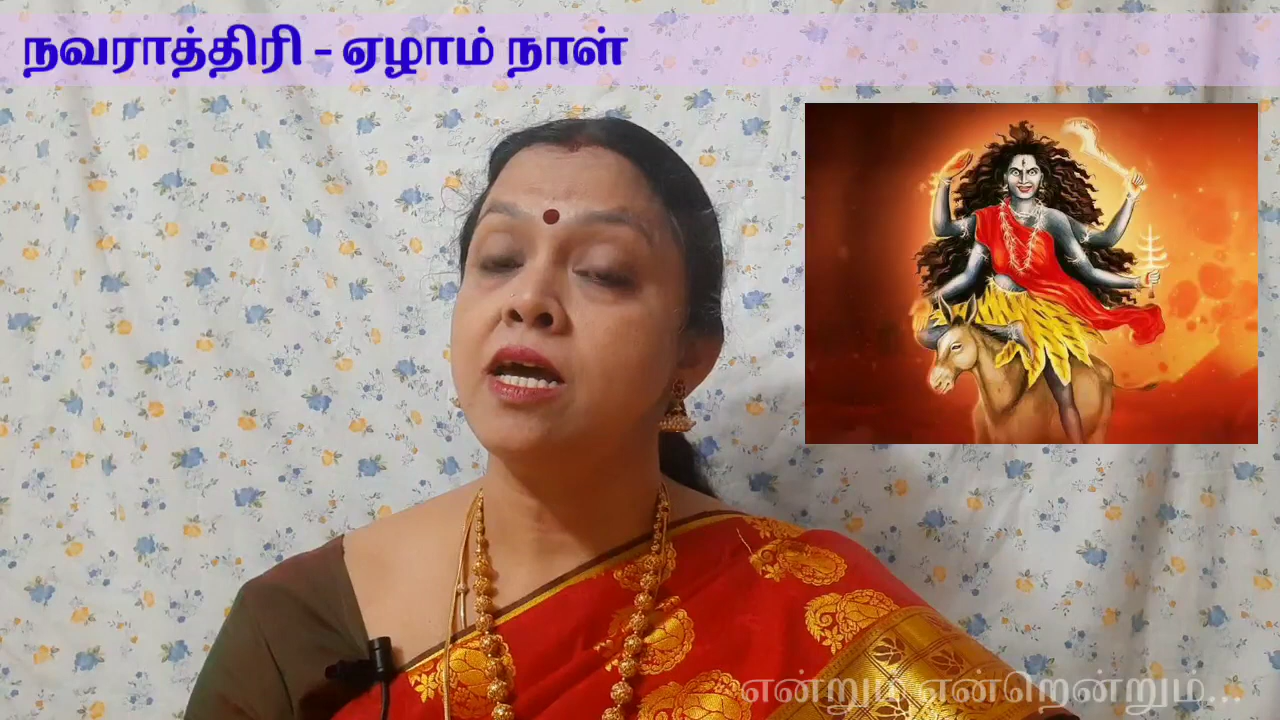 நவராத்திரி - ஏழாம் நாள்
என்றும் என்றென்றும்...